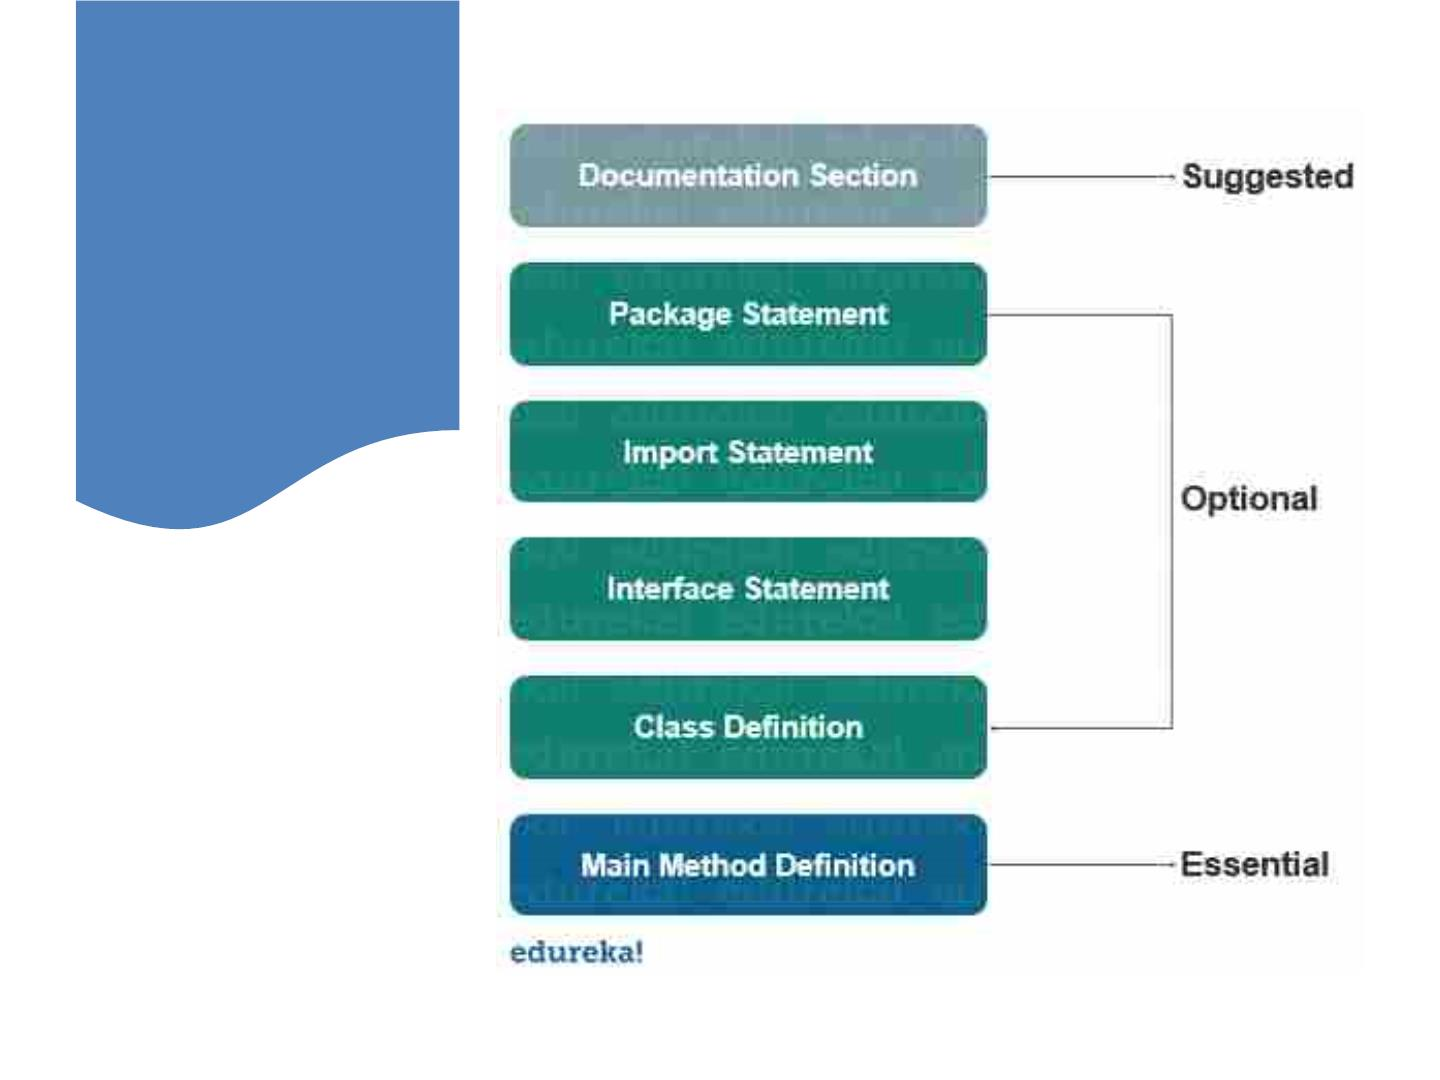 Documentation Section
Suggested
Package Statement
Import Statement
Optional
Interface Statement
Class Definition
Main Method Definition
Essential
edureka!